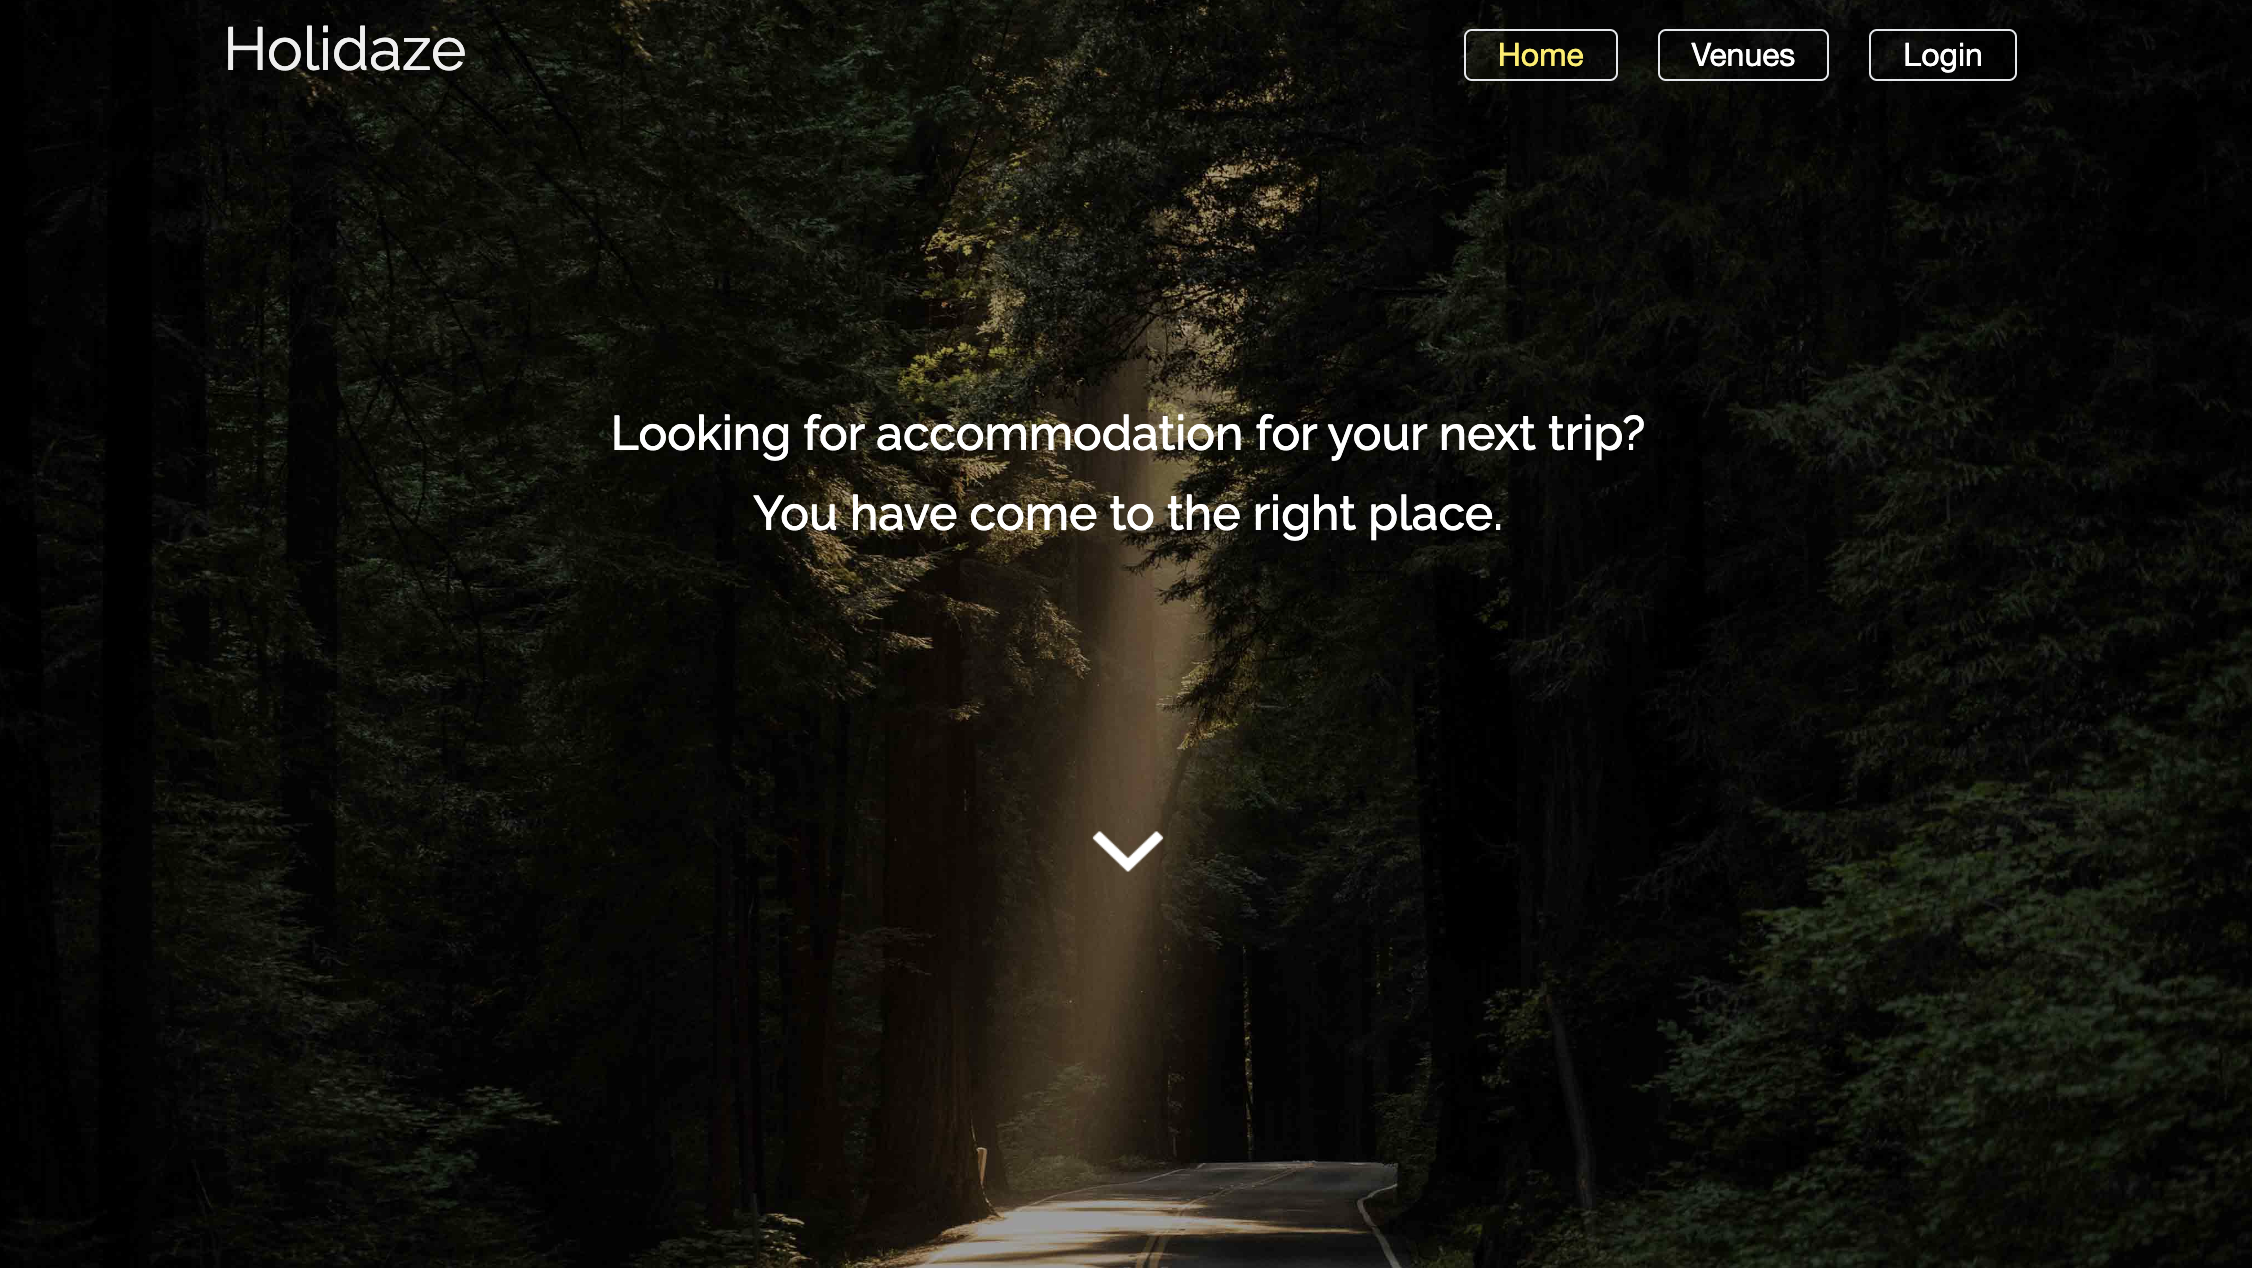 Holidaze
Home Venues Login
Looking for accommodation for your next trip?
You have come to the right place.